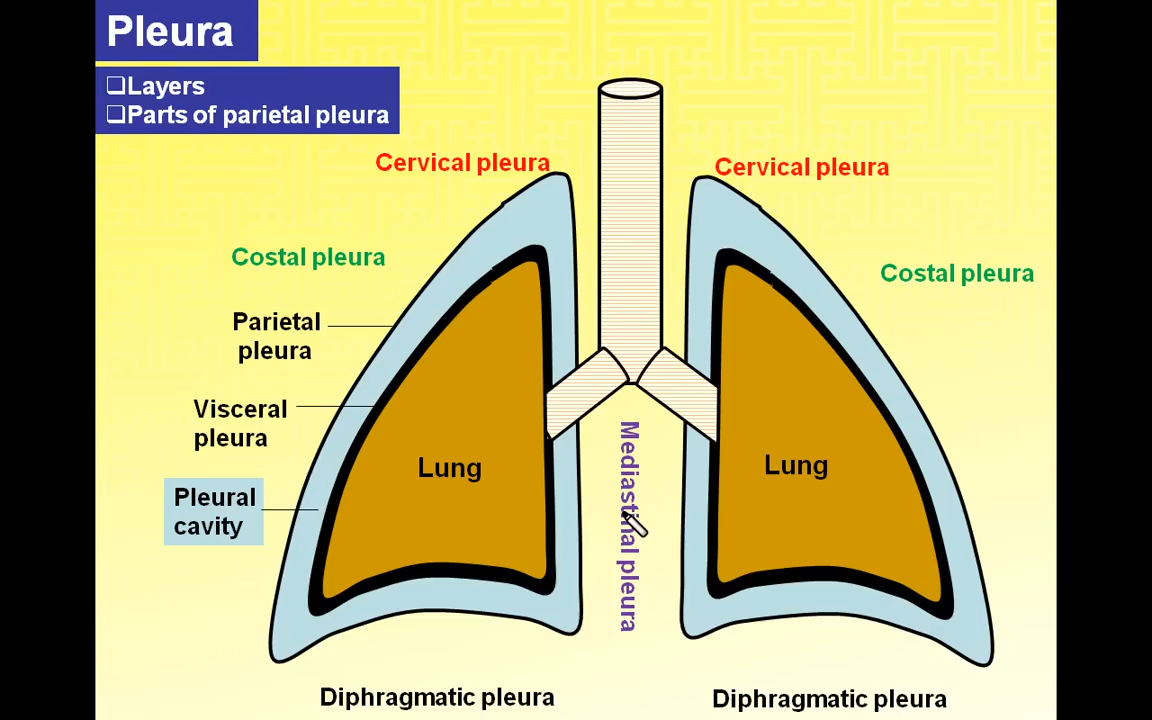 Pleura
❑Layers
❑Parts of parietal pleura
Cervical pleura
Cervical pleura
Costal pleura
Costal pleura
Parietal
pleura
Visceral
pleura
Lung
Lung
Pleural
cavity
Mediastinal pleura
Diphragmatic pleura
Diphragmatic pleura